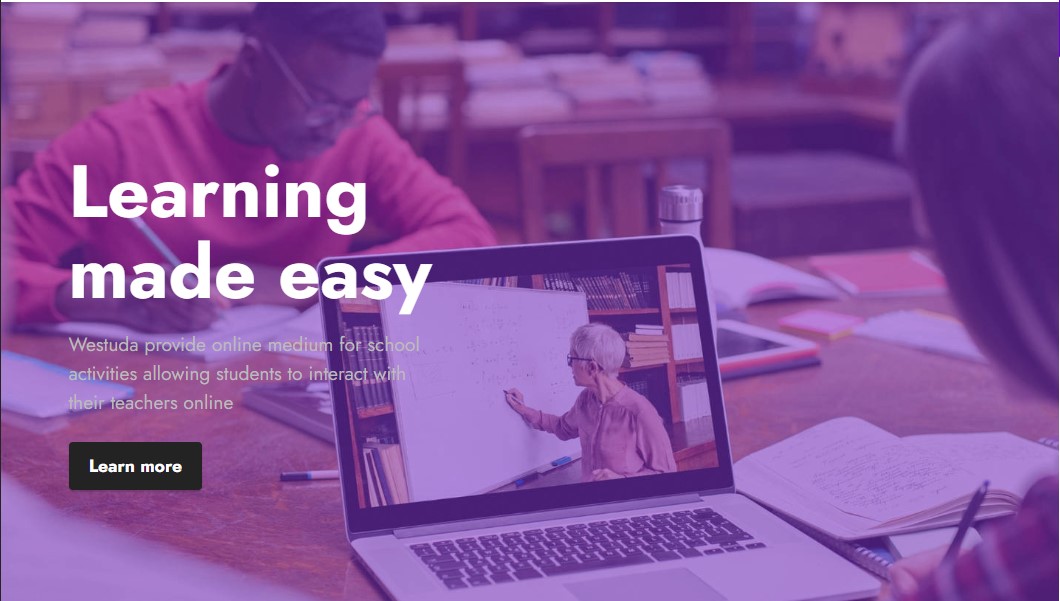 Learning
made easy
Westuda provide online medium for school
activities allowing students to interact with
their teachers online
Learn more